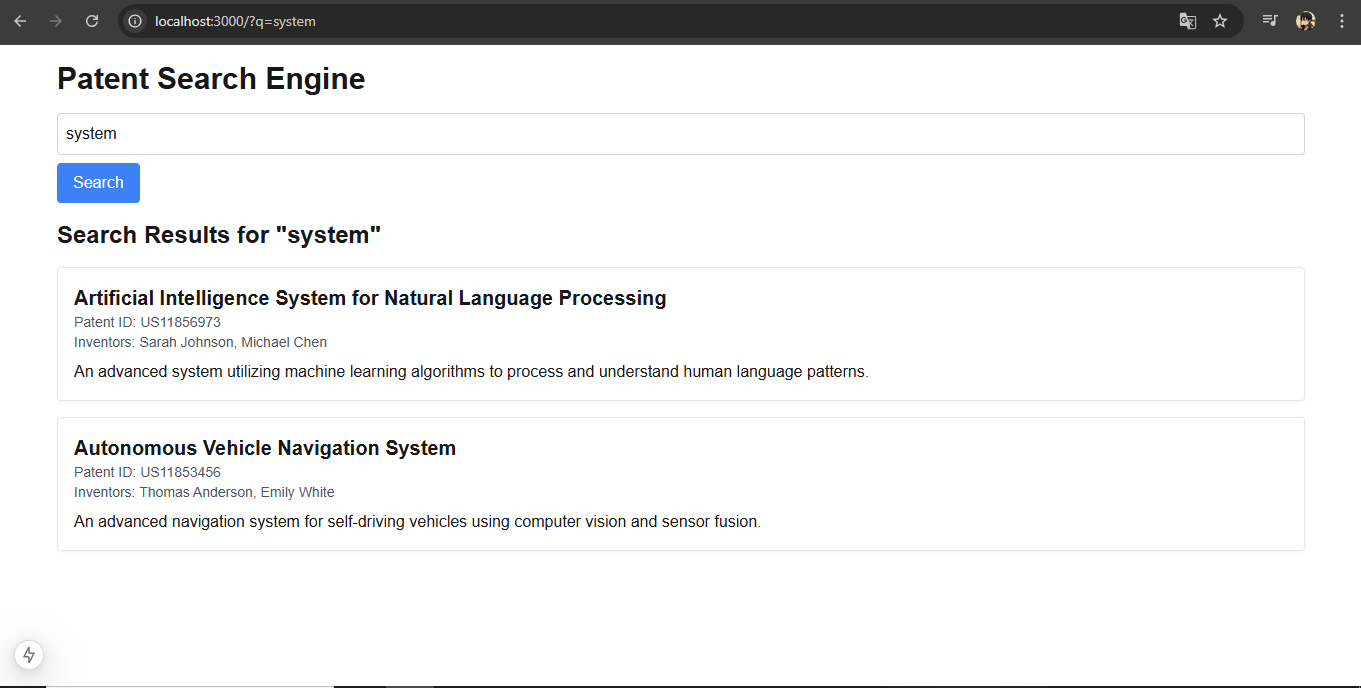 localhost:3000/?q=system
Patent Search Engine
system
Search
Search Results for "system"
Artificial Intelligence System for Natural Language Processing
Patent ID: US11856973
Inventors: Sarah Johnson, Michael Chen
An advanced system utilizing machine learning algorithms to process and understand human language patterns.
Autonomous Vehicle Navigation System
Patent ID: US11853456
Inventors: Thomas Anderson, Emily White
An advanced navigation system for self-driving vehicles using computer vision and sensor fusion.